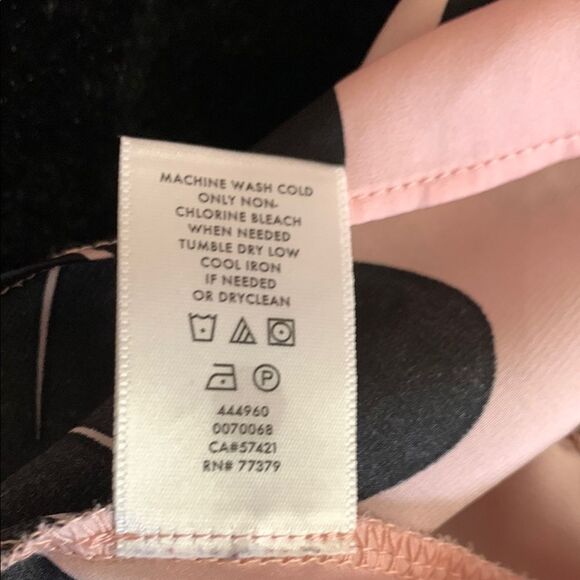 MACHINE WASH COLD
ONLY NON-
CHLORINE BLEACH
WHEN NEEDED
TUMBLE DRY LOW
COOL IRON
IF NEEDED
OR DRYCLEAN
P
444960
0070068
CA#57421
RN# 77379